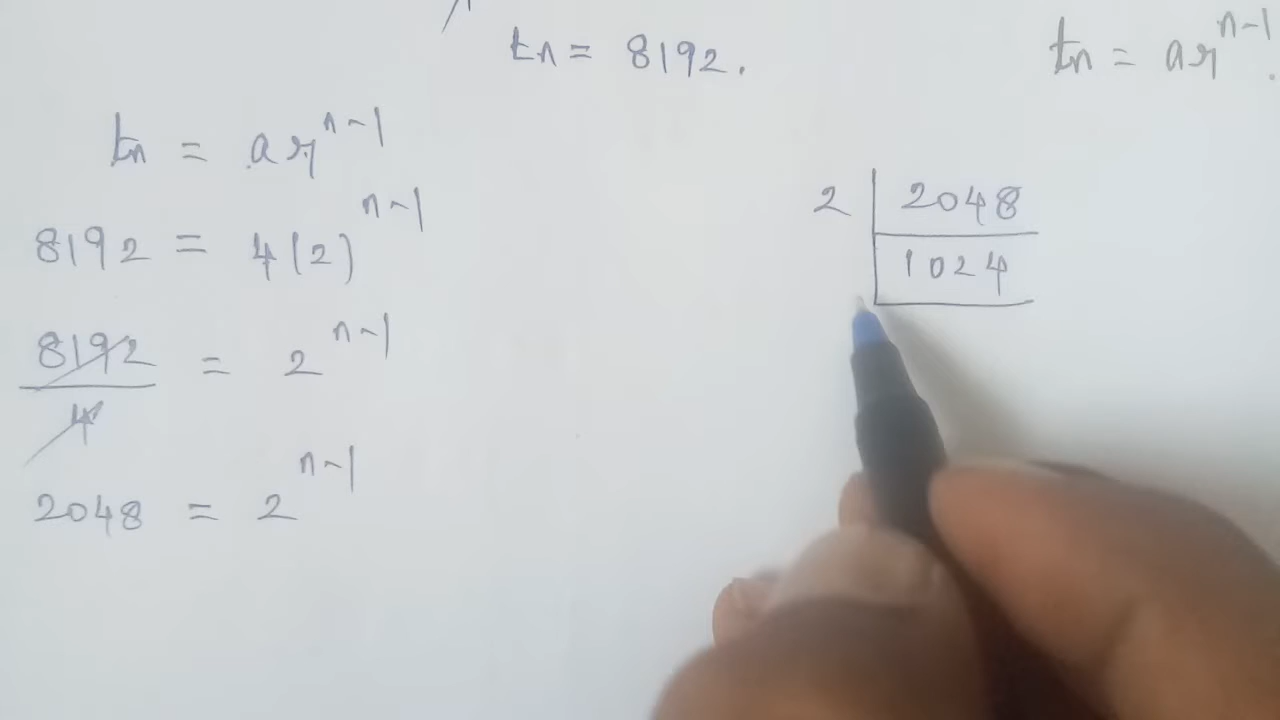 tn = 8192.
tn = ar^{n-1}.
tn = ar^{n-1}
8192 = 4(2)^{n-1}
8192/4 = 2^{n-1}
2048 = 2^{n-1}
2 | 2048
1024